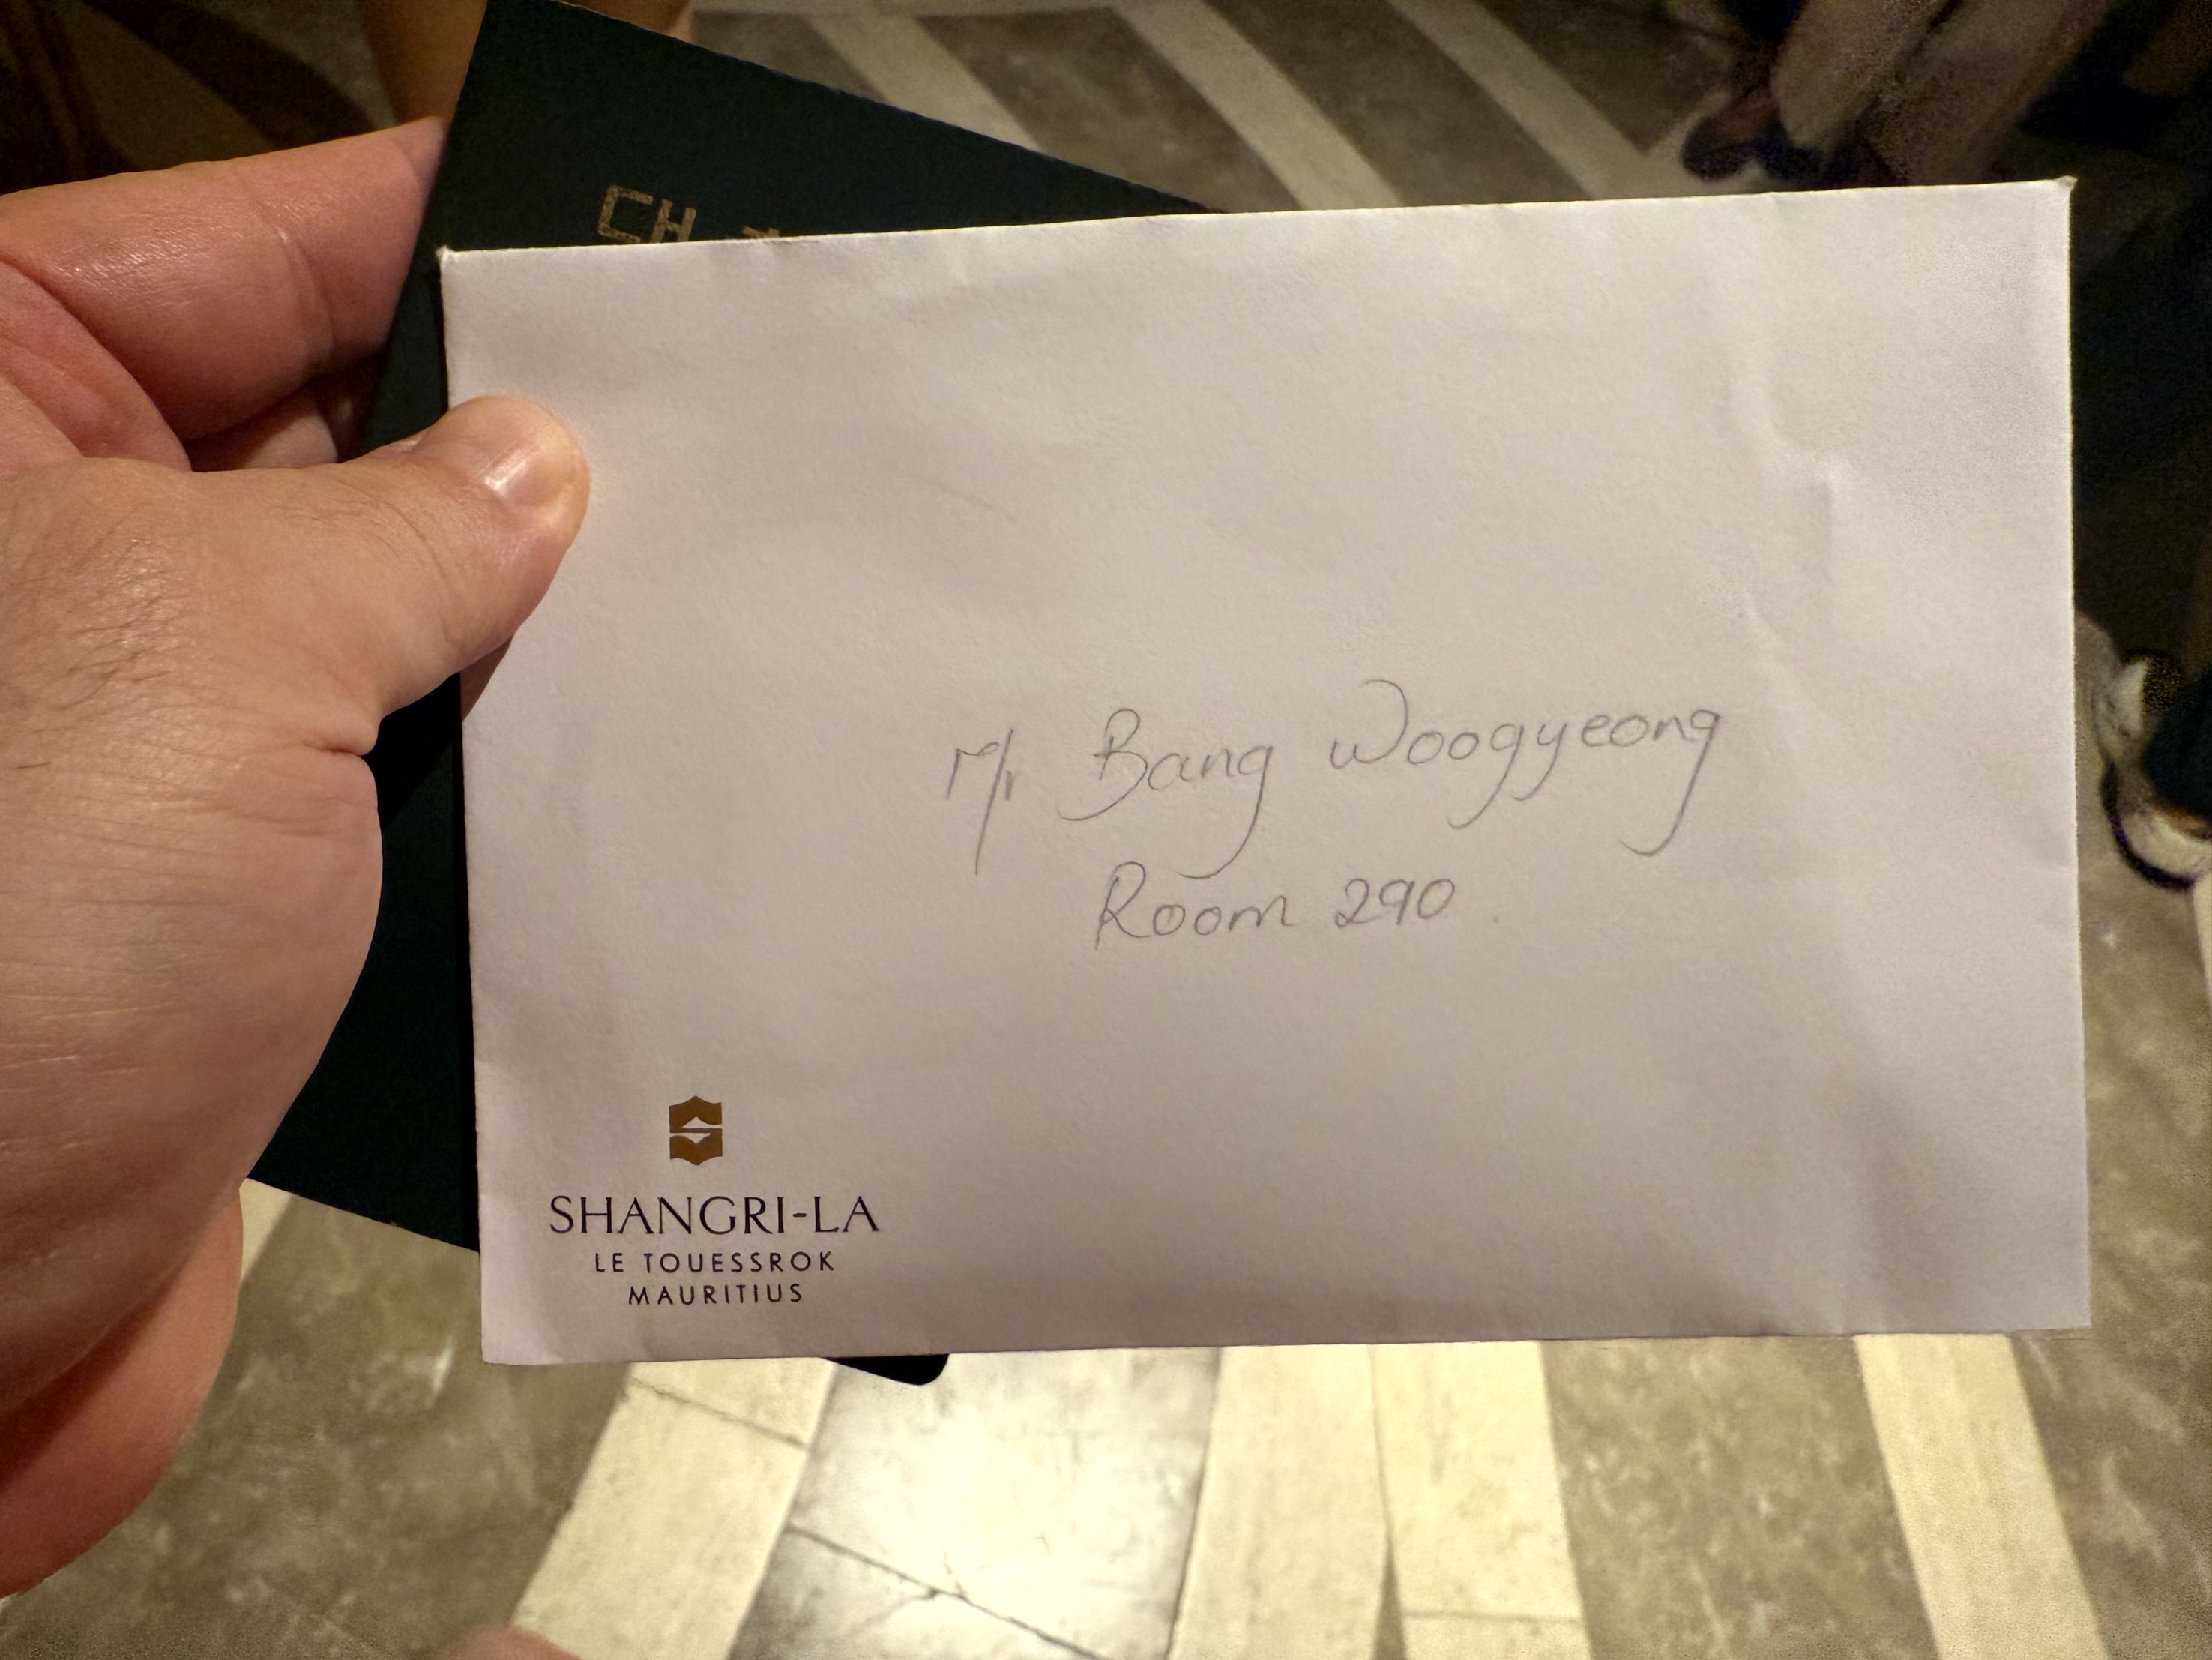 Mr Bang Woogyeong
Room 290
SHANGRI-LA
LE TOUESSROK
MAURITIUS